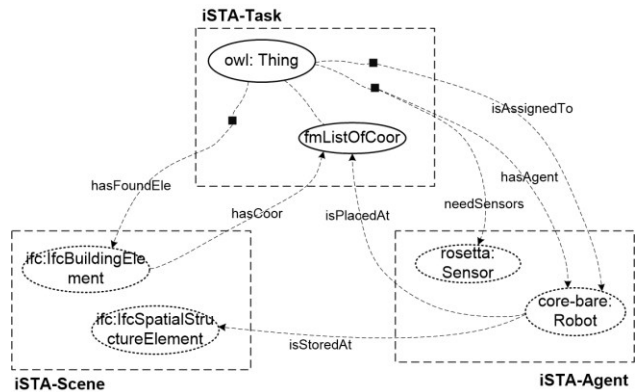 iSTA-Task
owl: Thing
isAssignedTo
fmListOfCoor
hasFoundEle
hasAgent
hasCoor
isPlacedAt
needSensors
ifc:IfcBuildingEle
ment
rosetta:
Sensor
core-bare:
Robot
ifc:IfcSpatialStru
ctureElement
isStoredAt
iSTA-Scene
iSTA-Agent